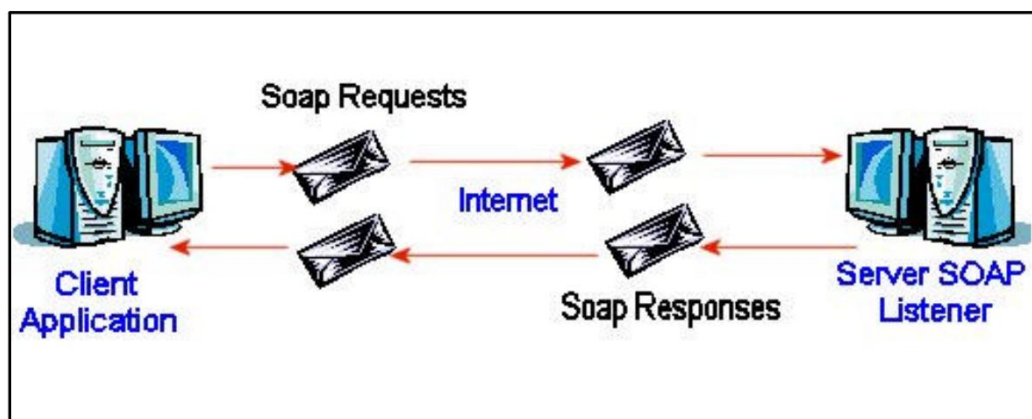 Soap Requests
Internet
Client
Application
Soap Responses
Server SOAP
Listener